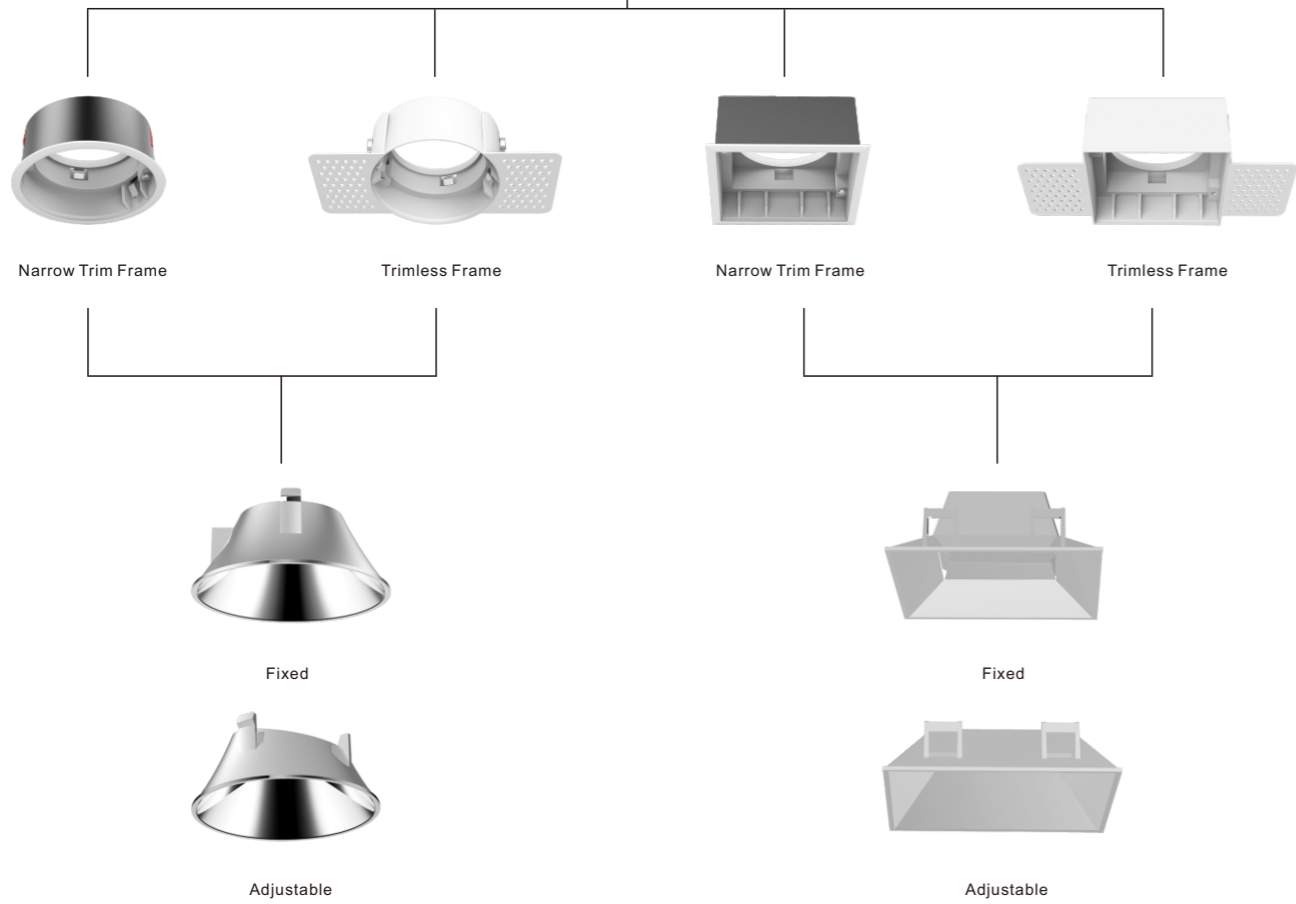 Narrow Trim Frame
Trimless Frame
Narrow Trim Frame
Trimless Frame
Fixed
Fixed
Adjustable
Adjustable